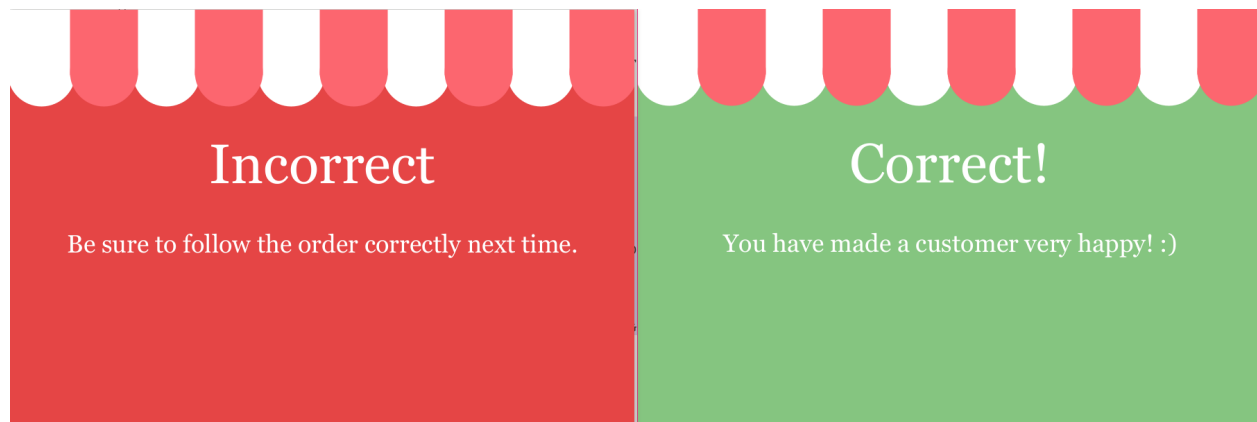 Incorrect
Be sure to follow the order correctly next time.
Correct!
You have made a customer very happy! :)